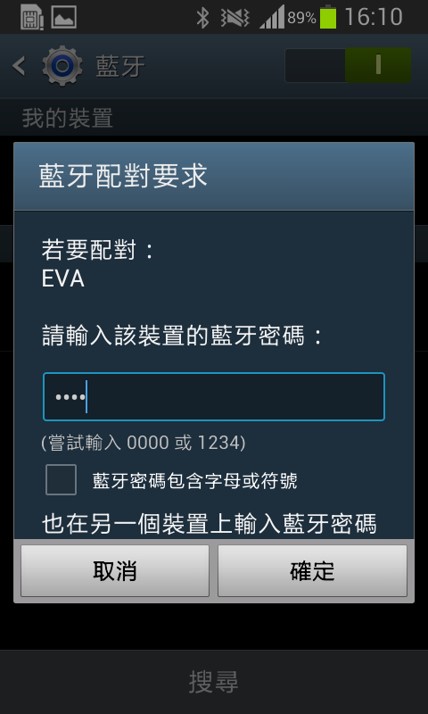 89% 16:10
藍牙
我的裝置
藍牙配對要求
若要配對：
EVA
請輸入該裝置的藍牙密碼：
••••
(嘗試輸入 0000 或 1234)
藍牙密碼包含字母或符號
也在另一個裝置上輸入藍牙密碼
取消 確定
搜尋